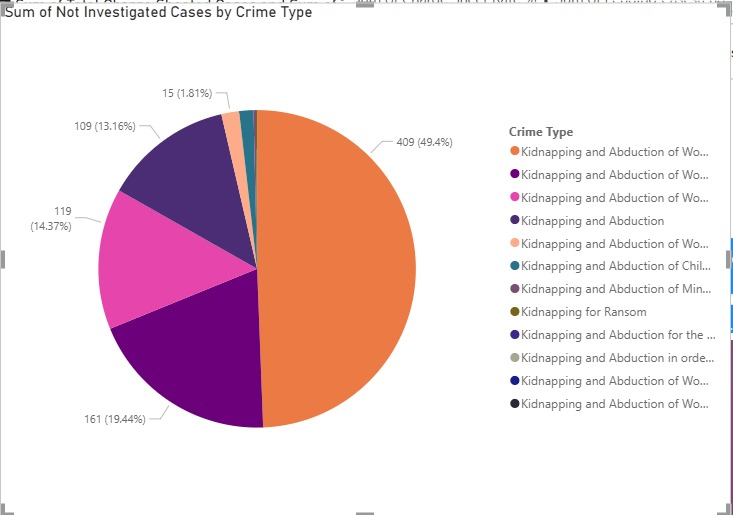 Sum of Not Investigated Cases by Crime Type
15 (1.81%)
109 (13.16%)
409 (49.4%)
119
(14.37%)
161 (19.44%)
Crime Type
Kidnapping and Abduction of Wo...
Kidnapping and Abduction of Wo...
Kidnapping and Abduction of Wo...
Kidnapping and Abduction
Kidnapping and Abduction of Wo...
Kidnapping and Abduction of Chil...
Kidnapping and Abduction of Min...
Kidnapping for Ransom
Kidnapping and Abduction for the ...
Kidnapping and Abduction in orde...
Kidnapping and Abduction of Wo...
Kidnapping and Abduction of Wo...